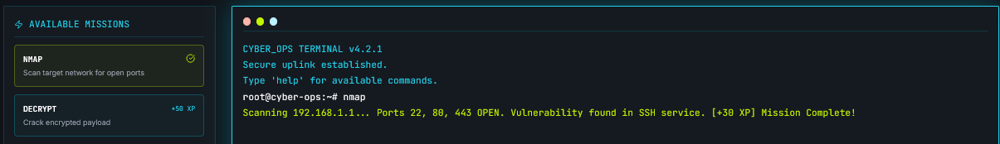 AVAILABLE MISSIONS
NMAP
Scan target network for open ports
DECRYPT +50 XP
Crack encrypted payload
CYBER_OPS TERMINAL v4.2.1
Secure uplink established.
Type 'help' for available commands.
root@cyber-ops:~# nmap
Scanning 192.168.1.1... Ports 22, 80, 443 OPEN. Vulnerability found in SSH service. [+30 XP] Mission Complete!